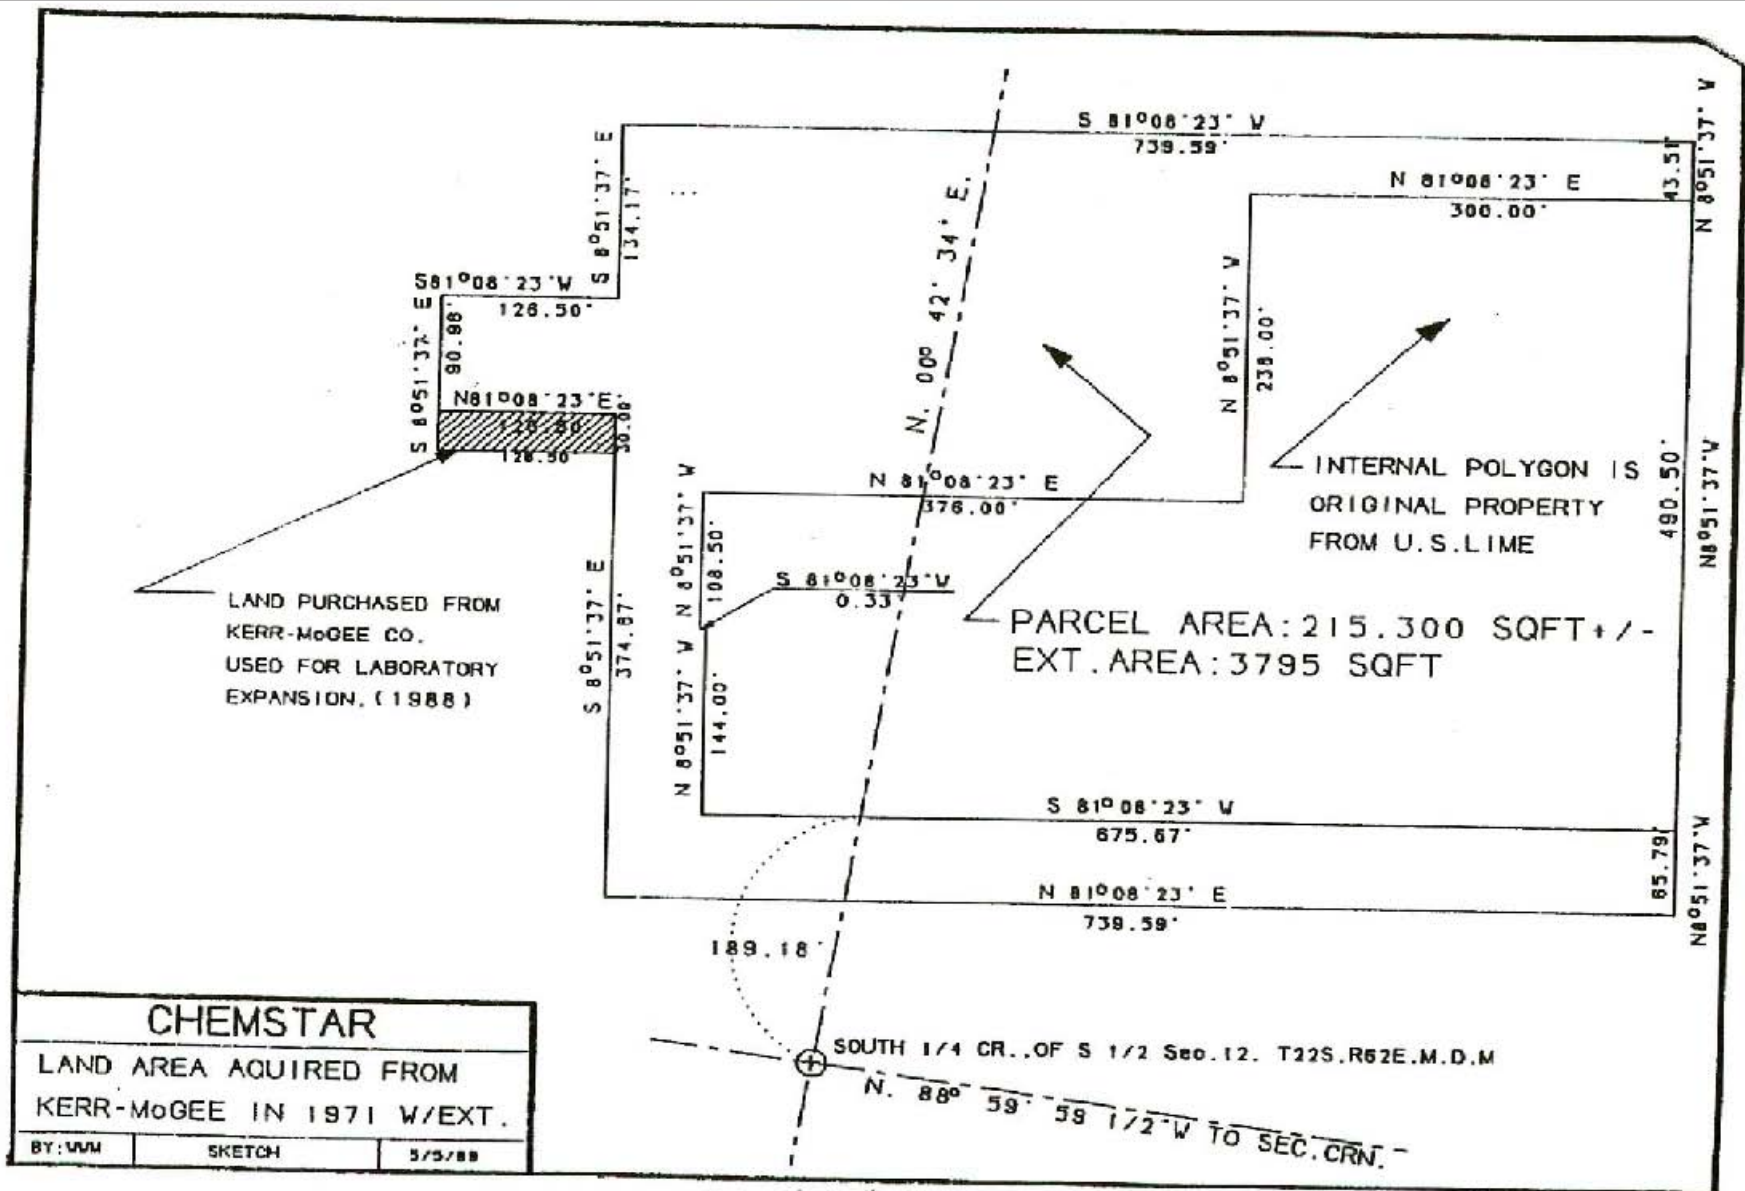 S 81°08'23" W
739.59'
N 8°51'37" W
43.51'
N 81°08'23" E
300.00'
S 8°51'37" E
134.17'
N. 00° 42' 34" E.
S81°08'23"W
126.50'
S 8°51'37" E
90.98'
N81°08'23"E
126.50
30.00
126.50
N 8°51'37" W
238.00'
INTERNAL POLYGON IS
ORIGINAL PROPERTY
FROM U.S.LIME
490.50'
N8°51'37"W
N 81°08'23" E
376.00'
N 8°51'37" W
108.50'
S 81°08'23"W
0.33'
LAND PURCHASED FROM
KERR-McGEE CO.
USED FOR LABORATORY
EXPANSION.(1988)
S 8°51'37" E
374.87'
PARCEL AREA:215.300 SQFT+/-
EXT.AREA:3795 SQFT
N 8°51'37" W
144.00'
S 81°08'23" W
675.67'
65.79'
N8°51'37"W
N 81°08'23" E
739.59'
189.18'
SOUTH 1/4 CR..OF S 1/2 Sec.12. T22S.R62E.M.D.M
N. 88° 59' 59 1/2"W TO SEC.CRN.
CHEMSTAR
LAND AREA AQUIRED FROM
KERR-McGEE IN 1971 W/EXT.
BY:WVM SKETCH 5/5/88